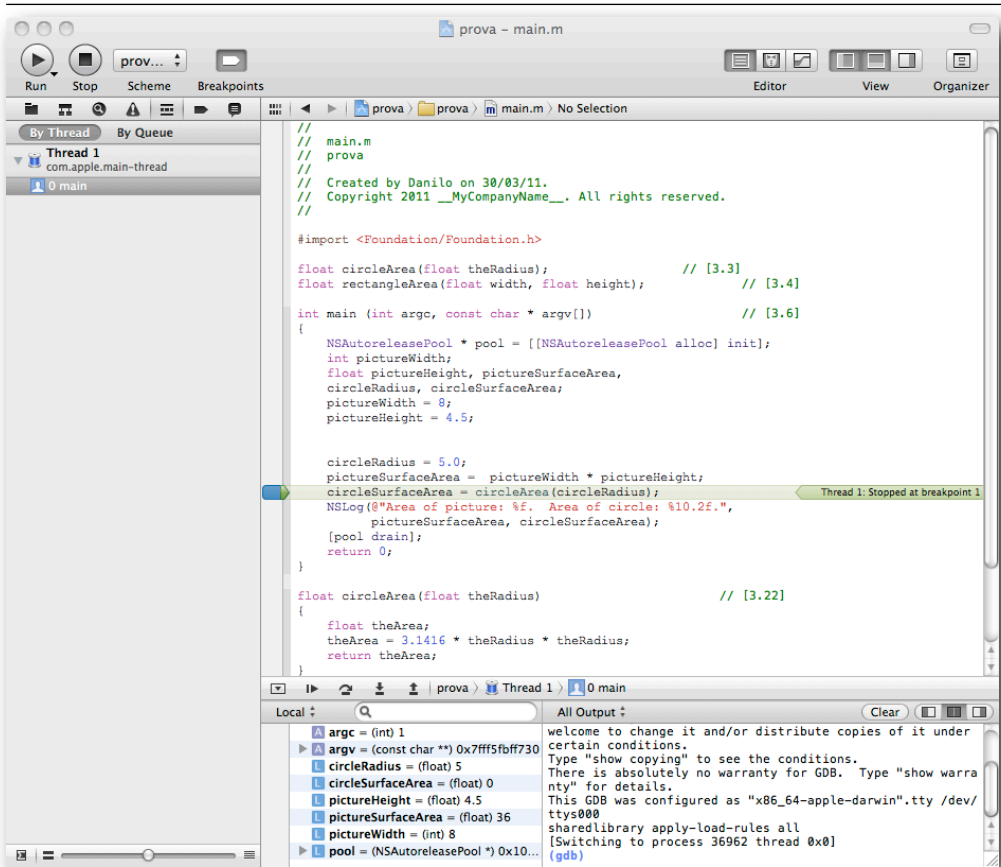 prova – main.m
prov...
Run Stop Scheme Breakpoints Editor View Organizer
prova prova main.m No Selection
By Thread By Queue
Thread 1
com.apple.main-thread
0 main
//
// main.m
// prova
//
// Created by Danilo on 30/03/11.
// Copyright 2011 __MyCompanyName__. All rights reserved.
//
#import <Foundation/Foundation.h>
float circleArea(float theRadius); // [3.3]
float rectangleArea(float width, float height); // [3.4]
int main (int argc, const char * argv[]) // [3.6]
{
NSAutoreleasePool * pool = [[NSAutoreleasePool alloc] init];
int pictureWidth;
float pictureHeight, pictureSurfaceArea,
circleRadius, circleSurfaceArea;
pictureWidth = 8;
pictureHeight = 4.5;
circleRadius = 5.0;
pictureSurfaceArea =  pictureWidth * pictureHeight;
circleSurfaceArea = circleArea(circleRadius); Thread 1: Stopped at breakpoint 1
NSLog(@"Area of picture: %f.  Area of circle: %10.2f.",
pictureSurfaceArea, circleSurfaceArea);
[pool drain];
return 0;
}
float circleArea(float theRadius) // [3.22]
{
float theArea;
theArea = 3.1416 * theRadius * theRadius;
return theArea;
}
prova Thread 1 0 main
Local
A argc = (int) 1
A argv = (const char **) 0x7fff5fbff730
L circleRadius = (float) 5
L circleSurfaceArea = (float) 0
L pictureHeight = (float) 4.5
L pictureSurfaceArea = (float) 36
L pictureWidth = (int) 8
L pool = (NSAutoreleasePool *) 0x10...
All Output Clear
welcome to change it and/or distribute copies of it under
certain conditions.
Type "show copying" to see the conditions.
There is absolutely no warranty for GDB.  Type "show warra
nty" for details.
This GDB was configured as "x86_64-apple-darwin".tty /dev/
ttys000
sharedlibrary apply-load-rules all
[Switching to process 36962 thread 0x0]
(gdb)